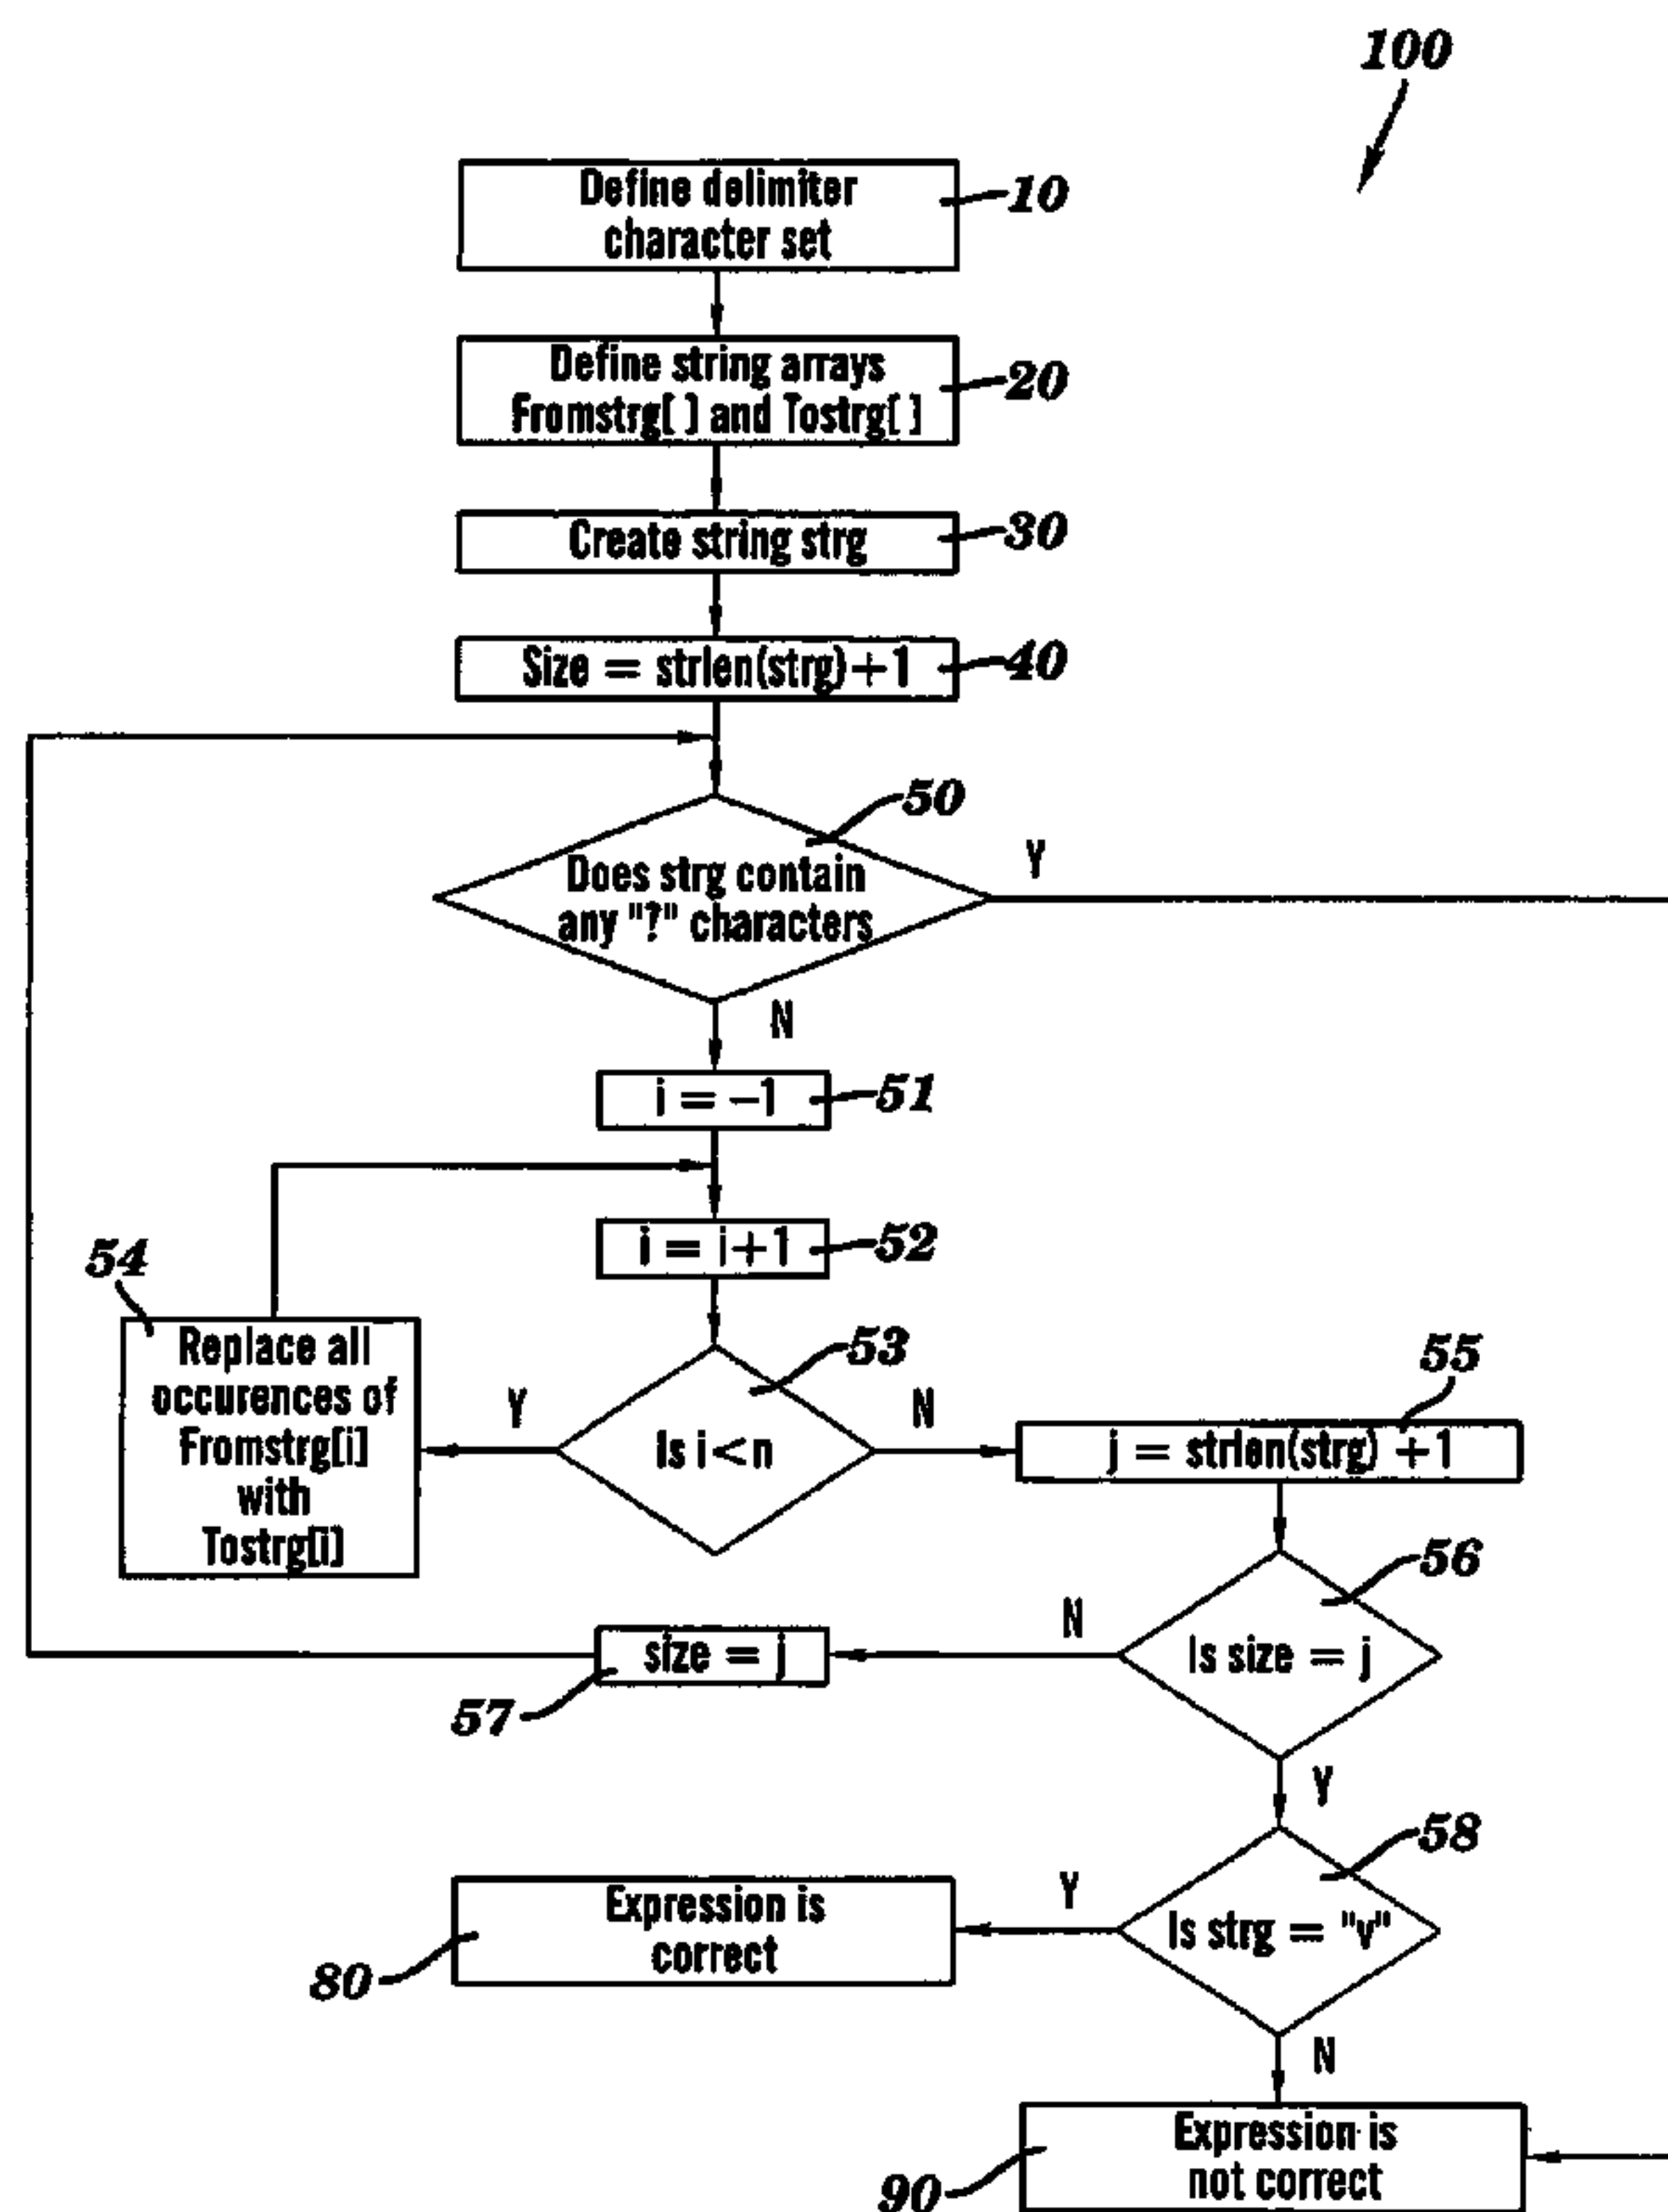 100
Define delimiter
character set
10
Define string arrays
Fromstrg[ ] and Tostrg[ ]
20
Create string strg
30
Size = strlen(strg)+1
40
50
Does strg contain
any "?" characters
Y
N
i = -1
51
i = i+1
52
54
Replace all
occurences of
Fromstrg[i]
with
Tostrg[i]
53
Y
Is i<n
N
55
j = strlen(strg) +1
56
Is size = j
N
size = j
57
Y
58
Is strg = "v"
Y
Expression is
correct
80
N
Expression is
not correct
90